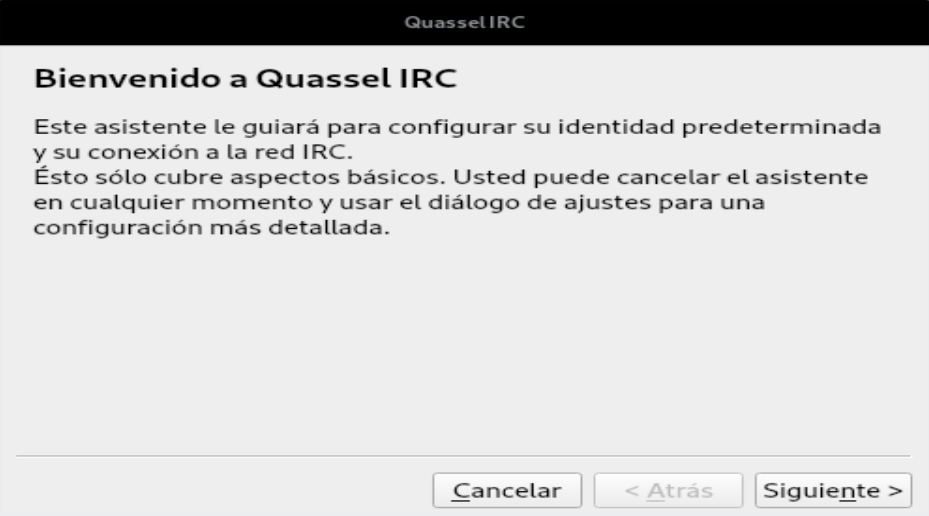 Quassel IRC
Bienvenido a Quassel IRC
Este asistente le guiará para configurar su identidad predeterminada
y su conexión a la red IRC.
Ésto sólo cubre aspectos básicos. Usted puede cancelar el asistente
en cualquier momento y usar el diálogo de ajustes para una
configuración más detallada.
Cancelar < Atrás Siguiente >